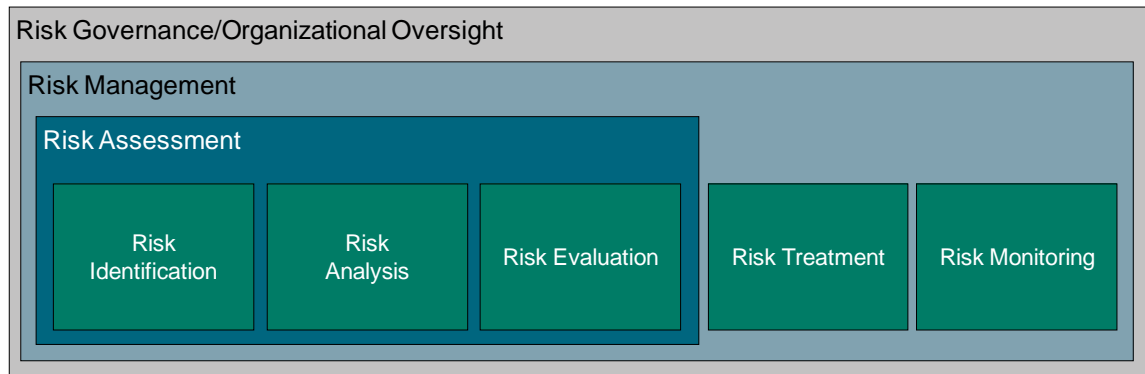 Risk Governance/Organizational Oversight
Risk Management
Risk Assessment
Risk
Identification
Risk
Analysis
Risk Evaluation
Risk Treatment
Risk Monitoring